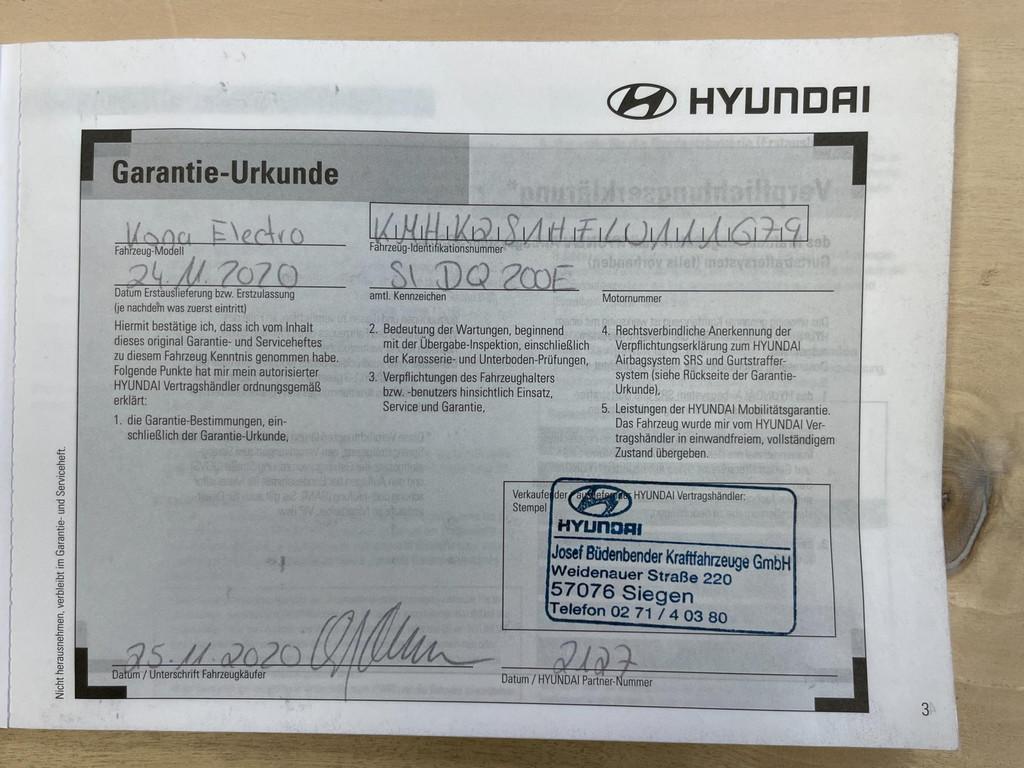 HYUNDAI
Garantie-Urkunde
Kona Electro
Fahrzeug-Modell
Fahrzeug-Identifikationsnummer
24.11.2020
Datum Erstauslieferung bzw. Erstzulassung
(je nachdem was zuerst eintritt)
SI DQ 200E
amtl. Kennzeichen
Motornummer
Hiermit bestätige ich, dass ich vom Inhalt
dieses original Garantie- und Serviceheftes
zu diesem Fahrzeug Kenntnis genommen habe.
Folgende Punkte hat mir mein autorisierter
HYUNDAI Vertragshändler ordnungsgemäß
erklärt:
1. die Garantie-Bestimmungen, ein-
schließlich der Garantie-Urkunde,
2. Bedeutung der Wartungen, beginnend
mit der Übergabe-Inspektion, einschließlich
der Karosserie- und Unterboden-Prüfungen,
3. Verpflichtungen des Fahrzeughalters
bzw. -benutzers hinsichtlich Einsatz,
Service und Garantie,
4. Rechtsverbindliche Anerkennung der
Verpflichtungserklärung zum HYUNDAI
Airbagsystem SRS und Gurtstraffer-
system (siehe Rückseite der Garantie-
Urkunde),
5. Leistungen der HYUNDAI Mobilitätsgarantie.
Das Fahrzeug wurde mir vom HYUNDAI Ver-
tragshändler in einwandfreiem, vollständigem
Zustand übergeben.
HYUNDAI Vertragshändler:
Stempel
HYUNDAI
Josef Büdenbender Kraftfahrzeuge GmbH
Weidenauer Straße 220
57076 Siegen
Telefon 02 71 / 4 03 80
25.11.2020
Datum / Unterschrift Fahrzeugkäufer
2127
Datum / HYUNDAI Partner-Nummer
Nicht herausnehmen, verbleibt im Garantie- und Serviceheft.
3